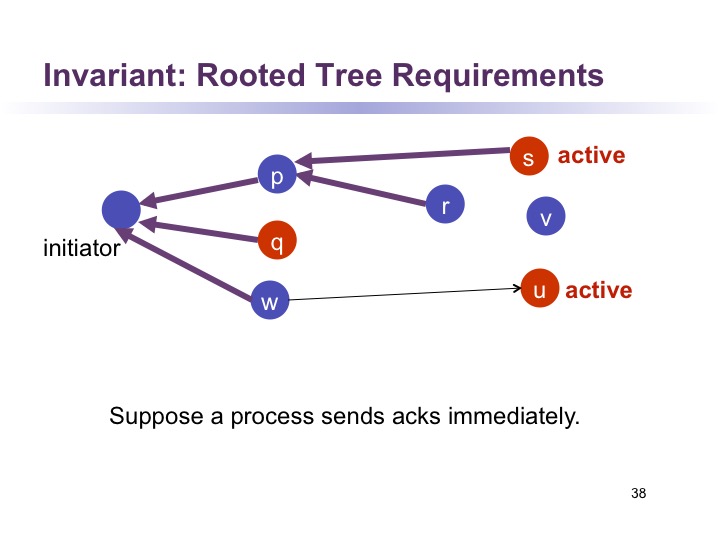 Invariant: Rooted Tree Requirements
s active
p
r
v
initiator
q
w
u active
Suppose a process sends acks immediately.
38